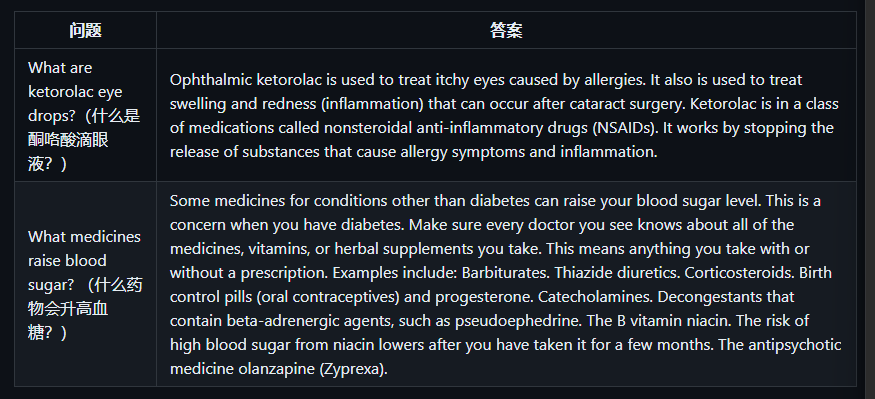 问题
答案
What are
ketorolac eye
drops?（什么是
酮咯酸滴眼
液？）
Ophthalmic ketorolac is used to treat itchy eyes caused by allergies. It also is used to treat
swelling and redness (inflammation) that can occur after cataract surgery. Ketorolac is in a class
of medications called nonsteroidal anti-inflammatory drugs (NSAIDs). It works by stopping the
release of substances that cause allergy symptoms and inflammation.
What medicines
raise blood
sugar? （什么药
物会升高血
糖？）
Some medicines for conditions other than diabetes can raise your blood sugar level. This is a
concern when you have diabetes. Make sure every doctor you see knows about all of the
medicines, vitamins, or herbal supplements you take. This means anything you take with or
without a prescription. Examples include: Barbiturates. Thiazide diuretics. Corticosteroids. Birth
control pills (oral contraceptives) and progesterone. Catecholamines. Decongestants that
contain beta-adrenergic agents, such as pseudoephedrine. The B vitamin niacin. The risk of
high blood sugar from niacin lowers after you have taken it for a few months. The antipsychotic
medicine olanzapine (Zyprexa).